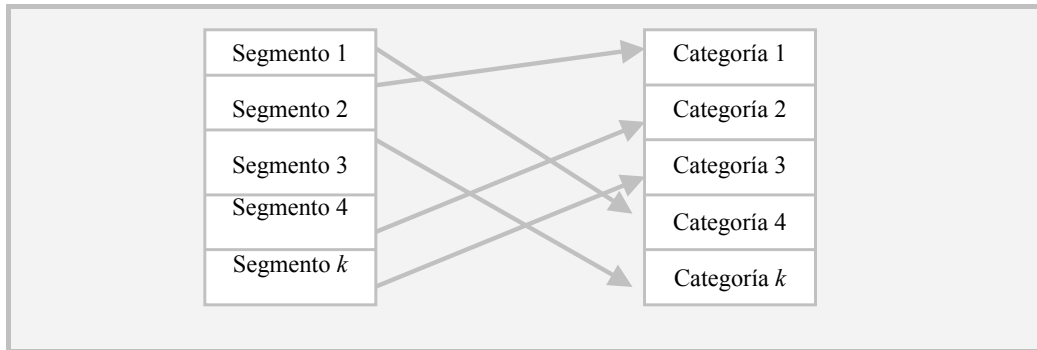 Segmento 1
Segmento 2
Segmento 3
Segmento 4
Segmento k
Categoría 1
Categoría 2
Categoría 3
Categoría 4
Categoría k